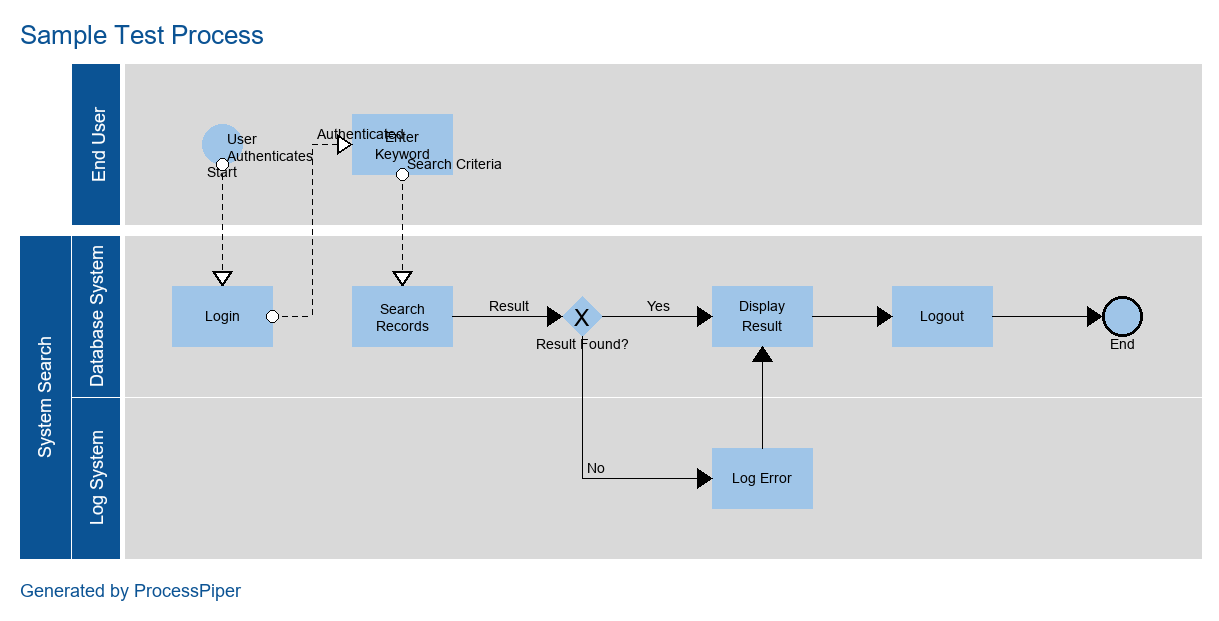 Sample Test Process
End User
User
Authenticates
Start
Authenticated
Enter
Keyword
Search Criteria
System Search
Database System
Login
Search
Records
Result
X
Result Found?
Yes
Display
Result
Logout
End
Log System
No
Log Error
Generated by ProcessPiper